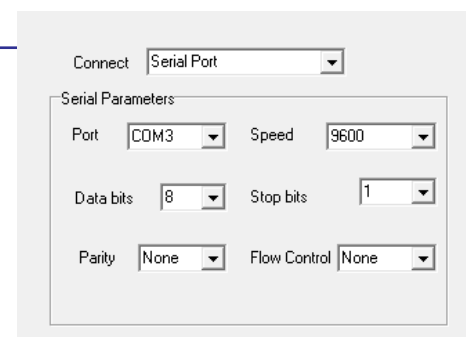 Connect Serial Port
Serial Parameters
Port COM3 Speed 9600
Data bits 8 Stop bits 1
Parity None Flow Control None